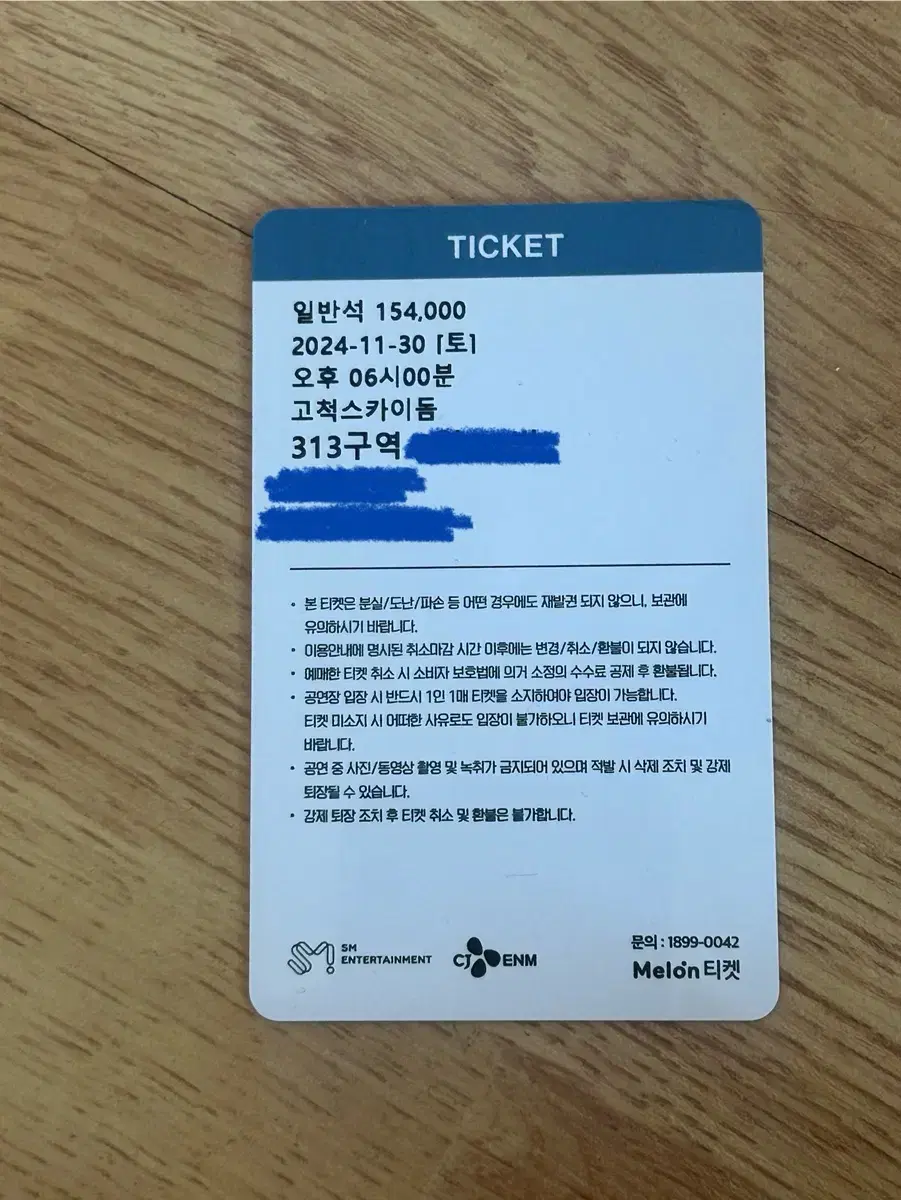 TICKET
일반석 154,000
2024-11-30 [토]
오후 06시00분
고척스카이돔
313구역
• 본 티켓은 분실/도난/파손 등 어떤 경우에도 재발권 되지 않으니, 보관에
유의하시기 바랍니다.
• 이용안내에 명시된 취소마감 시간 이후에는 변경/취소/환불이 되지 않습니다.
• 예매한 티켓 취소 시 소비자 보호법에 의거 소정의 수수료 공제 후 환불됩니다.
• 공연장 입장 시 반드시 1인 1매 티켓을 소지하여야 입장이 가능합니다.
티켓 미소지 시 어떠한 사유로도 입장이 불가하오니 티켓 보관에 유의하시기
바랍니다.
• 공연 중 사진/동영상 촬영 및 녹취가 금지되어 있으며 적발 시 삭제 조치 및 강제
퇴장될 수 있습니다.
• 강제 퇴장 조치 후 티켓 취소 및 환불은 불가합니다.
SM
ENTERTAINMENT
CJ ENM
문의 : 1899-0042
Melon티켓